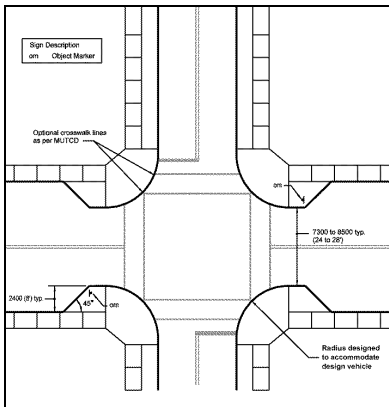 Sign Description
om Object Marker
Optional crosswalk lines
as per MUTCD
om
7300 to 8500 typ.
(24 to 28')
2400 (8') typ.
45°
om
Radius designed
to accommodate
design vehicle